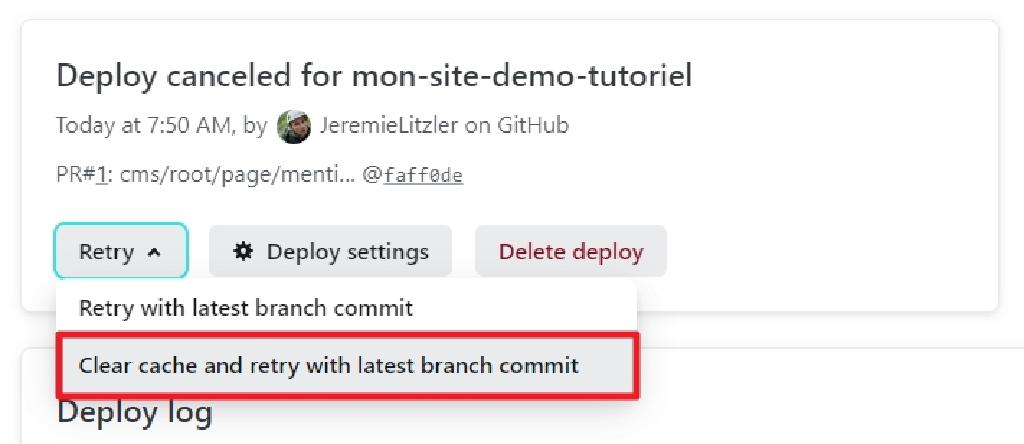 Deploy canceled for mon-site-demo-tutoriel
Today at 7:50 AM, by JeremieLitzler on GitHub
PR#1: cms/root/page/menti... @faff0de
Retry Deploy settings Delete deploy
Retry with latest branch commit
Clear cache and retry with latest branch commit
Deploy log